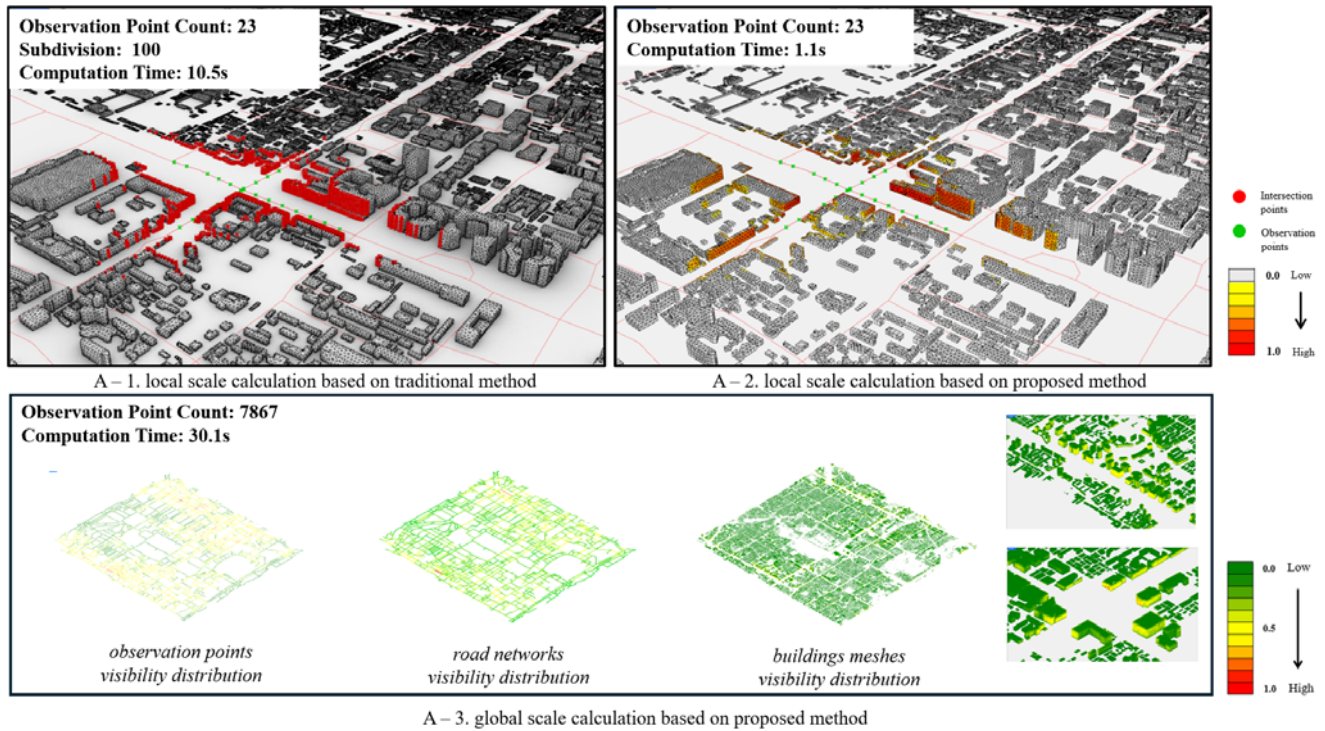 Observation Point Count: 23
Subdivision: 100
Computation Time: 10.5s
Observation Point Count: 23
Computation Time: 1.1s
Intersection
points
Observation
points
0.0 Low
1.0 High
A – 1. local scale calculation based on traditional method
A – 2. local scale calculation based on proposed method
Observation Point Count: 7867
Computation Time: 30.1s
observation points
visibility distribution
road networks
visibility distribution
buildings meshes
visibility distribution
0.0 Low
0.5
1.0 High
A – 3. global scale calculation based on proposed method